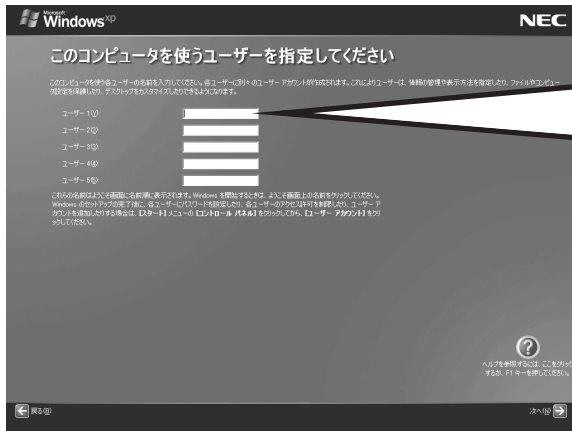 Microsoft
Windows xp
NEC
このコンピュータを使うユーザーを指定してください
このコンピュータを使う各ユーザーの名前を入力してください。各ユーザーに別々のユーザー アカウントが作成されます。これによりユーザーは、情報の管理や表示方法を指定したり、ファイルやコンピュー
タ設定を保護したり、デスクトップをカスタマイズしたりできるようになります。
ユーザー 1(Y):
ユーザー 2(2):
ユーザー 3(3):
ユーザー 4(4):
ユーザー 5(5):
これらの名前はようこそ画面に名前順に表示されます。Windows を開始するときは、ようこそ画面上の名前をクリックしてください。
Windows のセットアップの完了後に、各ユーザーにパスワードを設定したり、各ユーザーのアクセス許可を制限したり、ユーザー ア
カウントを追加したりする場合は、[スタート] メニューの [コントロール パネル] をクリックしてから、[ユーザー アカウント] をクリ
ックしてください。
?
ヘルプを参照するには、ここをクリック
するか、F1 キーを押してください。
戻る(B)
次へ(N)